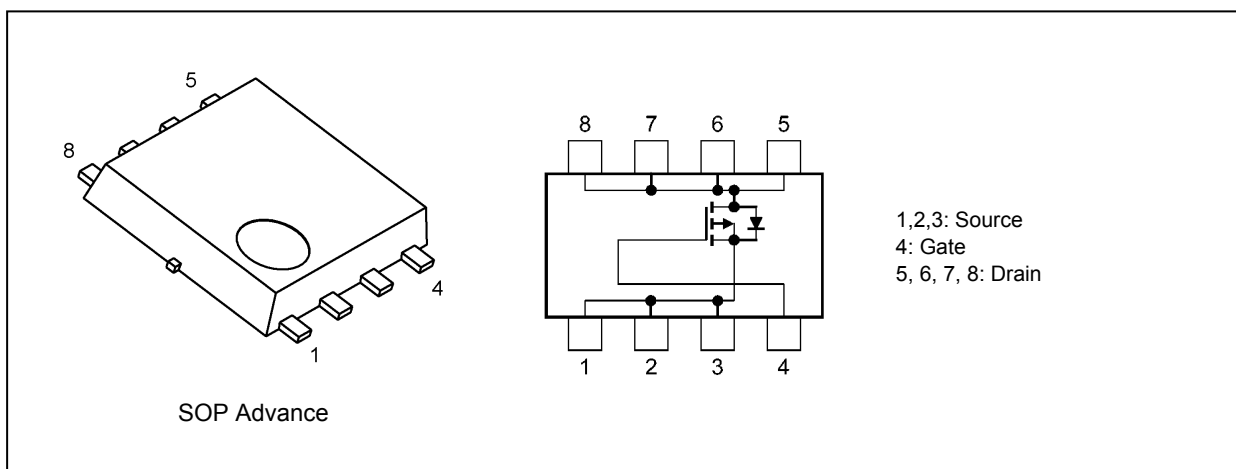 5
8
4
1
SOP Advance
8 7 6 5
1 2 3 4
1,2,3: Source
4: Gate
5, 6, 7, 8: Drain